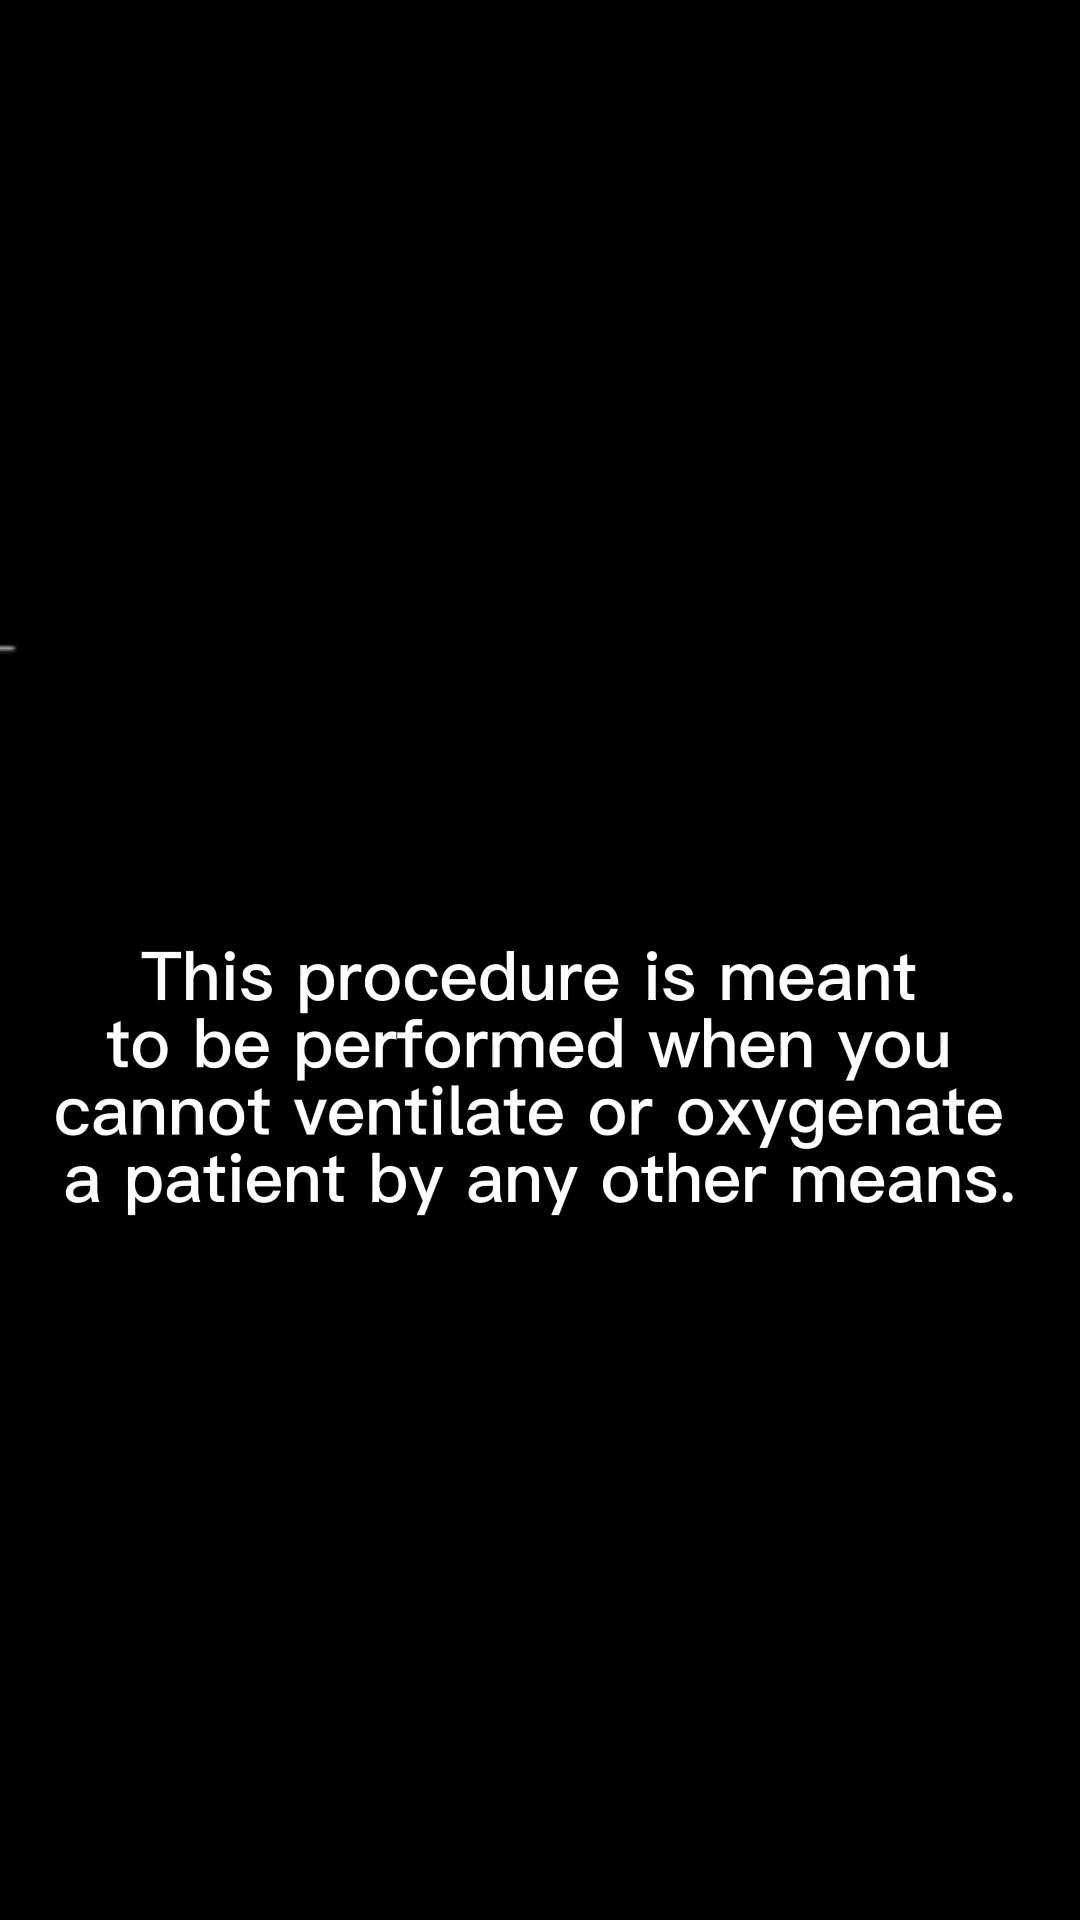 This procedure is meant
to be performed when you
cannot ventilate or oxygenate
a patient by any other means.